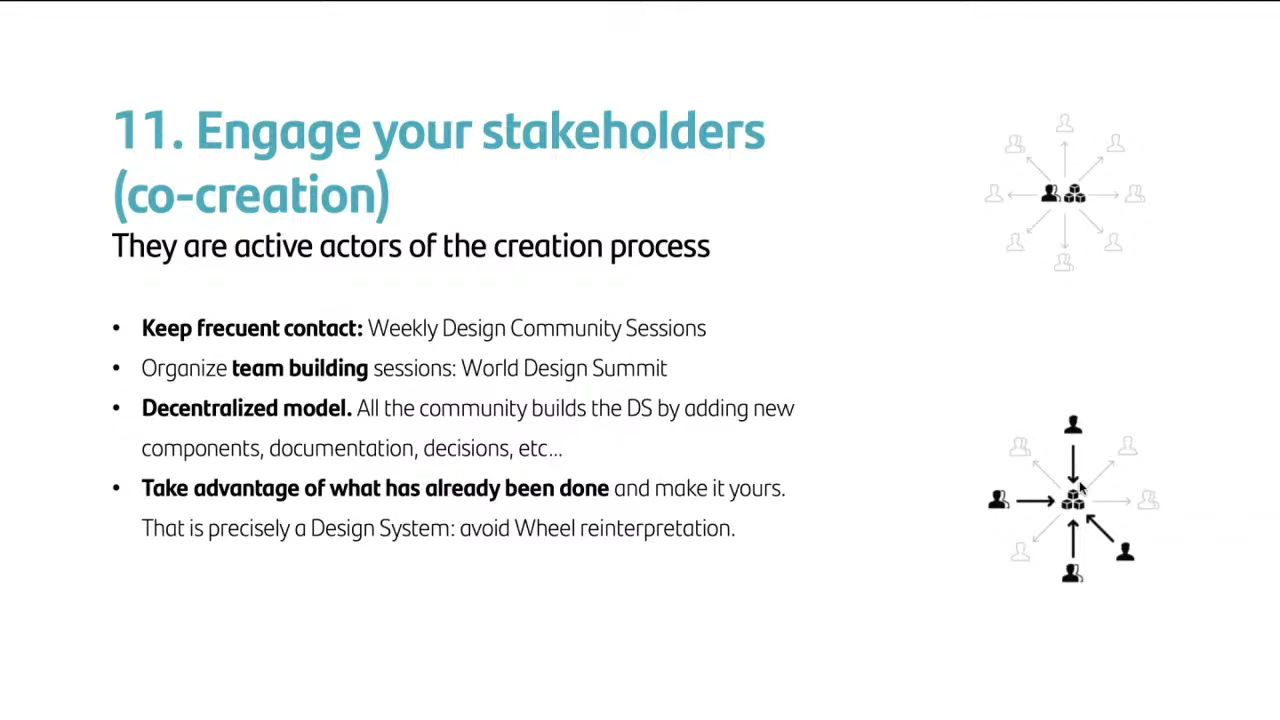 11. Engage your stakeholders
(co-creation)
They are active actors of the creation process
• Keep frecuent contact: Weekly Design Community Sessions
• Organize team building sessions: World Design Summit
• Decentralized model. All the community builds the DS by adding new
components, documentation, decisions, etc...
• Take advantage of what has already been done and make it yours.
That is precisely a Design System: avoid Wheel reinterpretation.